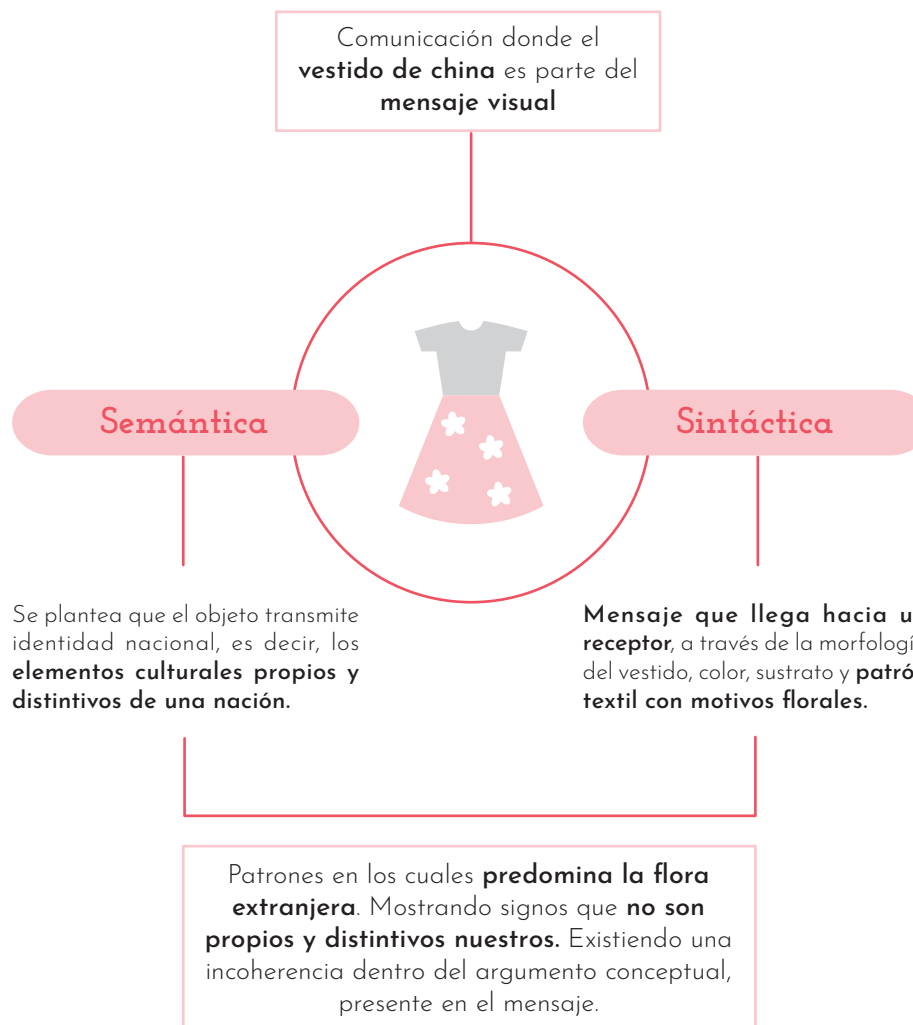 Comunicación donde el
vestido de china es parte del
mensaje visual
Semántica
Sintáctica
Se plantea que el objeto transmite
identidad nacional, es decir, los
elementos culturales propios y
distintivos de una nación.
Mensaje que llega hacia
receptor, a través de la
del vestido, color, sustrato y
textil con motivos florales.
Patrones en los cuales predomina la flora
extranjera. Mostrando signos que no son
propios y distintivos nuestros. Existiendo una
incoherencia dentro del argumento conceptual,
presente en el mensaje.